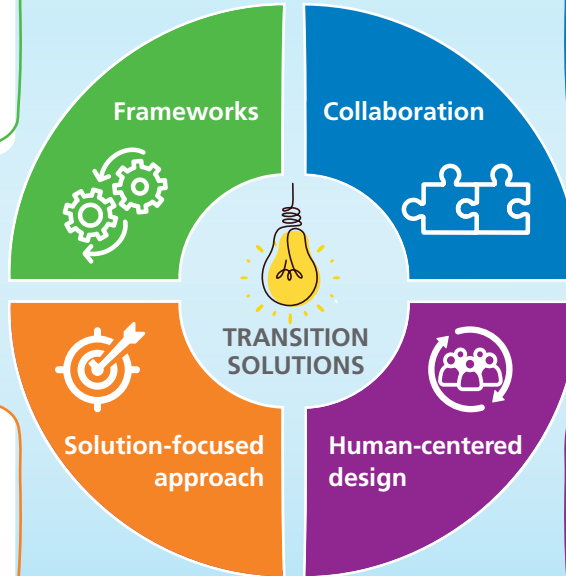 Frameworks
Collaboration
TRANSITION
SOLUTIONS
Solution-focused
approach
Human-centered
design